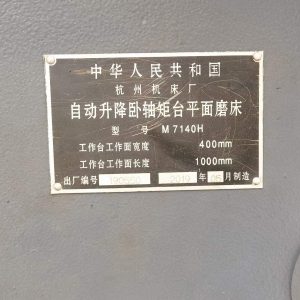 中华人民共和国
杭州机床厂
自动升降卧轴矩台平面磨床
型 号 M7140H
工作台工作面宽度 400mm
工作台工作面长度 1000mm
出厂编号 2010 年 05 月制造